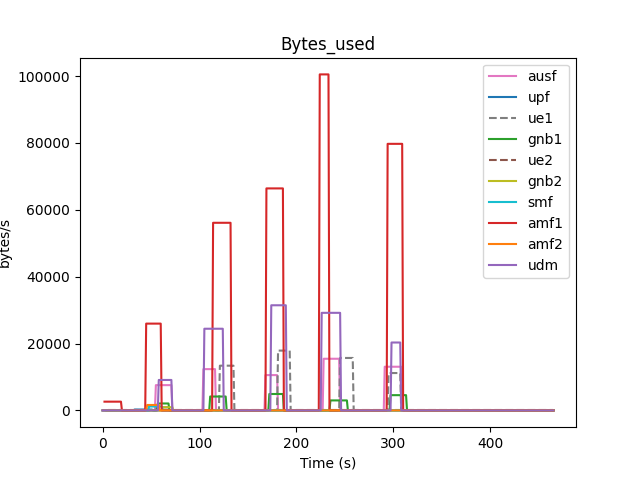 Bytes_used
100000
80000
60000
40000
20000
0
bytes/s
0 100 200 300 400
Time (s)
ausf
upf
ue1
gnb1
ue2
gnb2
smf
amf1
amf2
udm